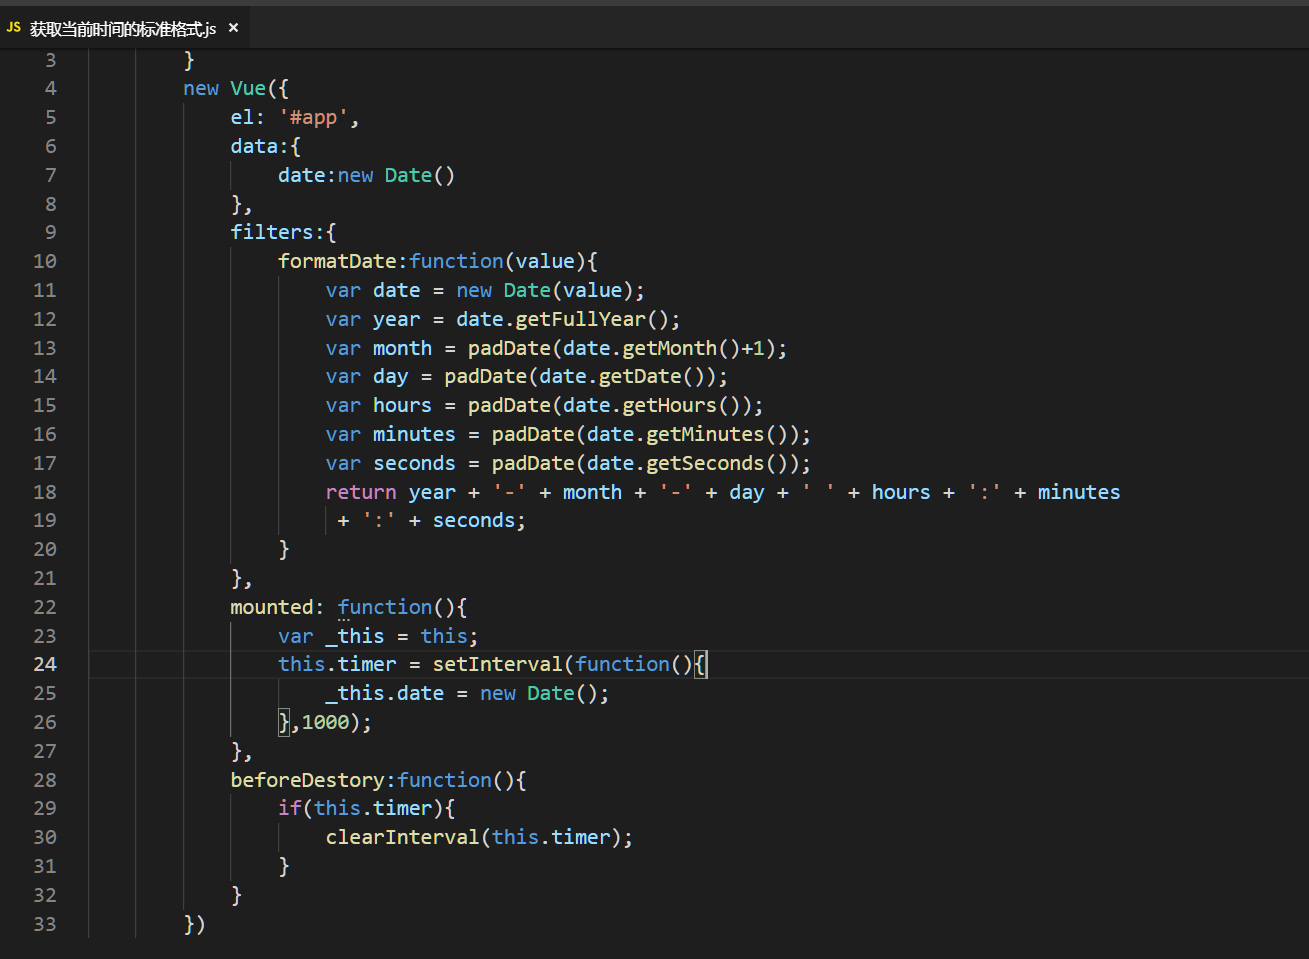 JS 获取当前时间的标准格式.js ×
3 }
4 new Vue({
5 el: '#app',
6 data:{
7 date:new Date()
8 },
9 filters:{
10 formatDate:function(value){
11 var date = new Date(value);
12 var year = date.getFullYear();
13 var month = padDate(date.getMonth()+1);
14 var day = padDate(date.getDate());
15 var hours = padDate(date.getHours());
16 var minutes = padDate(date.getMinutes());
17 var seconds = padDate(date.getSeconds());
18 return year + '-' + month + '-' + day + ' ' + hours + ':' + minutes
19 + ':' + seconds;
20 }
21 },
22 mounted: function(){
23 var _this = this;
24 this.timer = setInterval(function(){
25 _this.date = new Date();
26 },1000);
27 },
28 beforeDestory:function(){
29 if(this.timer){
30 clearInterval(this.timer);
31 }
32 }
33 })